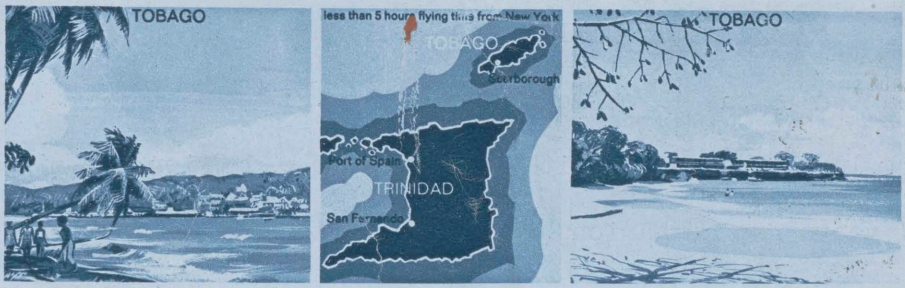 TOBAGO
less than 5 hours flying time from New York
TOBAGO
Scarborough
Port of Spain
TRINIDAD
San Fernando
TOBAGO